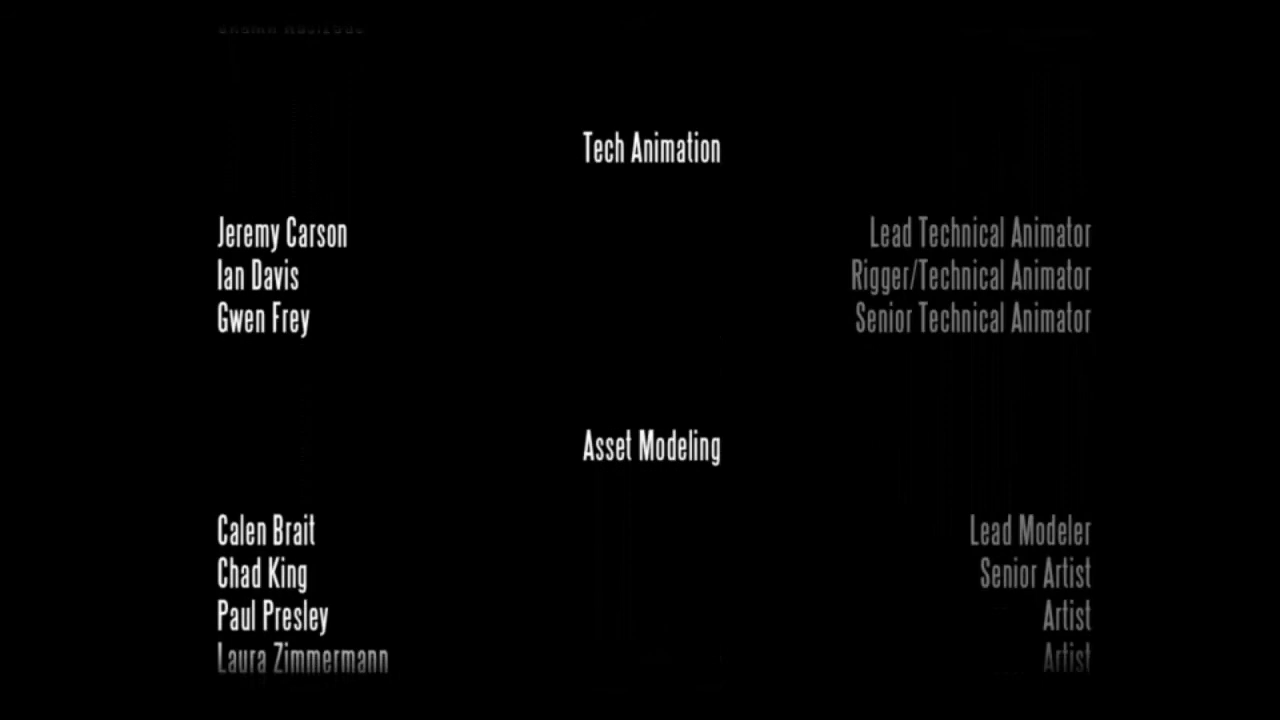 Tech Animation
Jeremy Carson Lead Technical Animator
Ian Davis Rigger/Technical Animator
Gwen Frey Senior Technical Animator
Asset Modeling
Calen Brait Lead Modeler
Chad King Senior Artist
Paul Presley Artist
Laura Zimmermann Artist